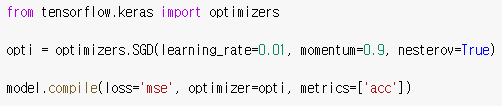 from tensorflow.keras import optimizers
opti = optimizers.SGD(learning_rate=0.01, momentum=0.9, nesterov=True)
model.compile(loss='mse', optimizer=opti, metrics=['acc'])